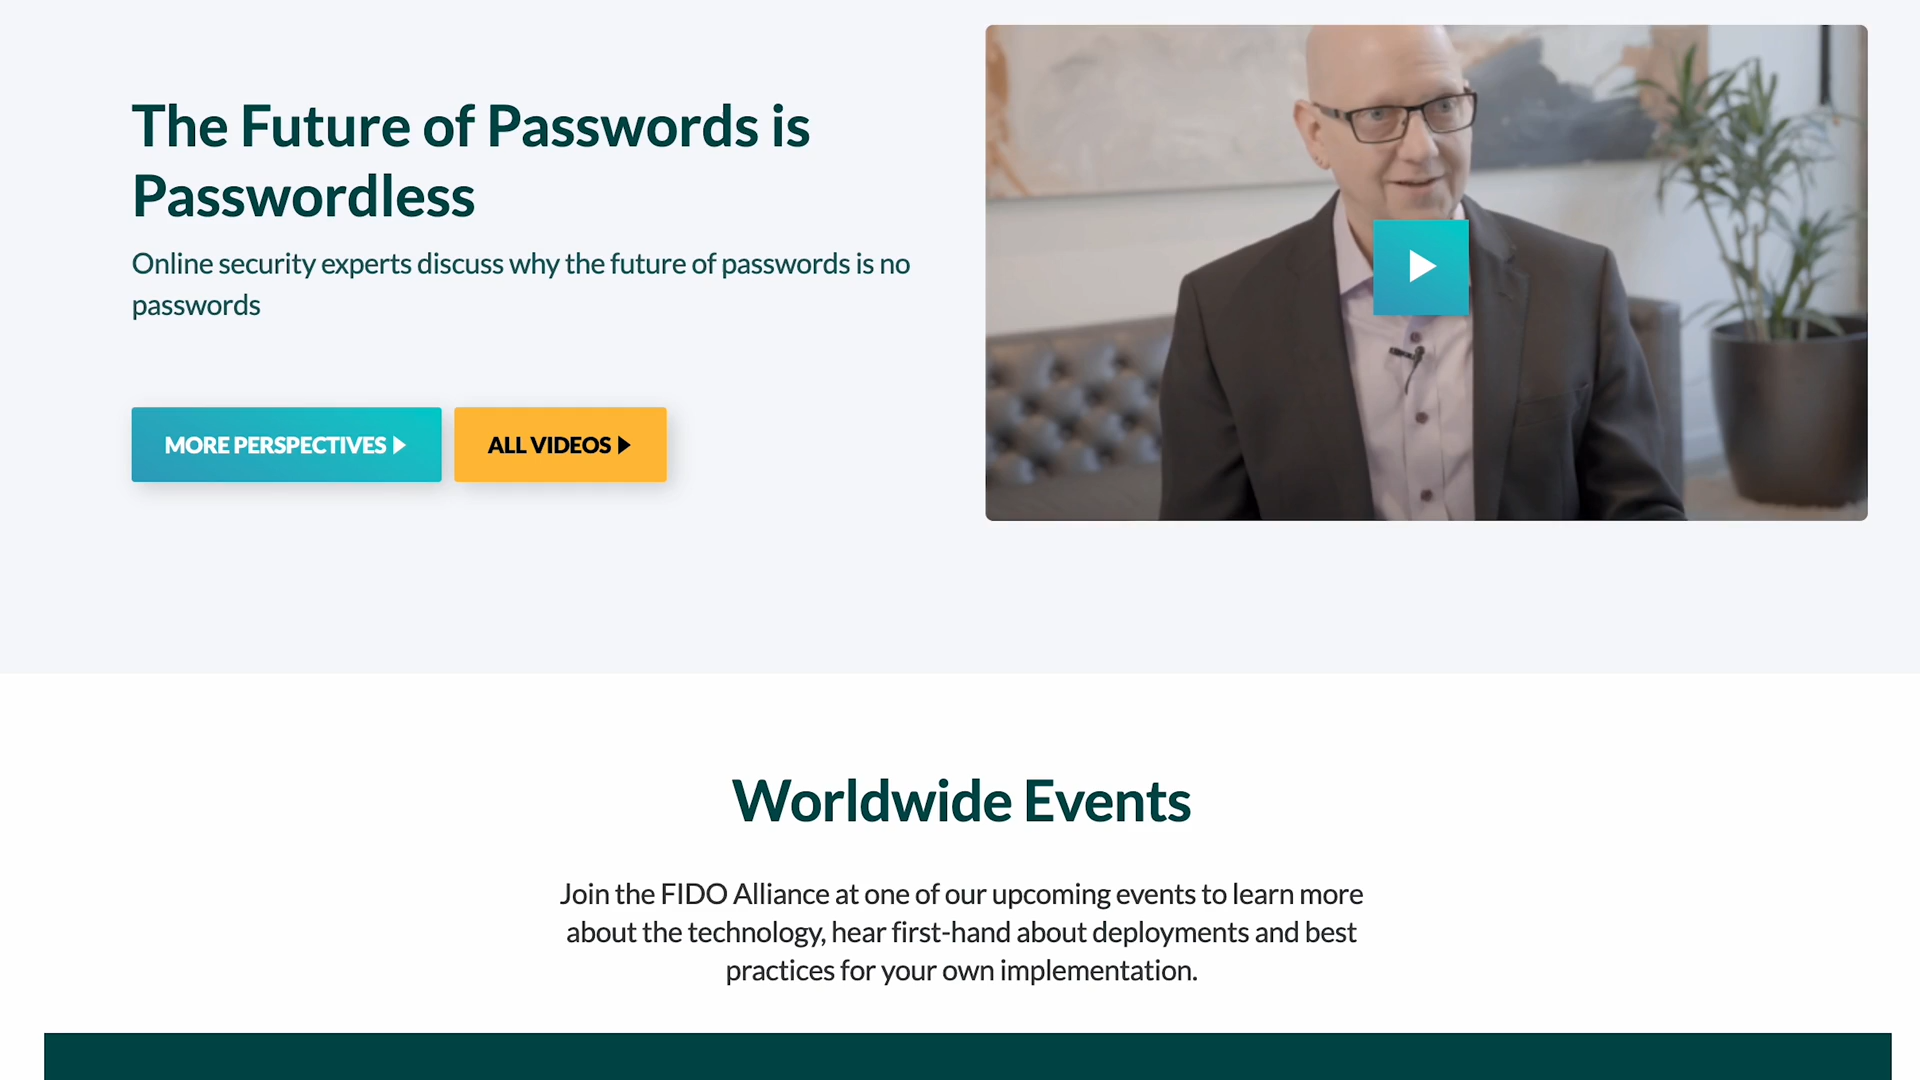 The Future of Passwords is
Passwordless
Online security experts discuss why the future of passwords is no
passwords
MORE PERSPECTIVES
ALL VIDEOS
Worldwide Events
Join the FIDO Alliance at one of our upcoming events to learn more
about the technology, hear first-hand about deployments and best
practices for your own implementation.